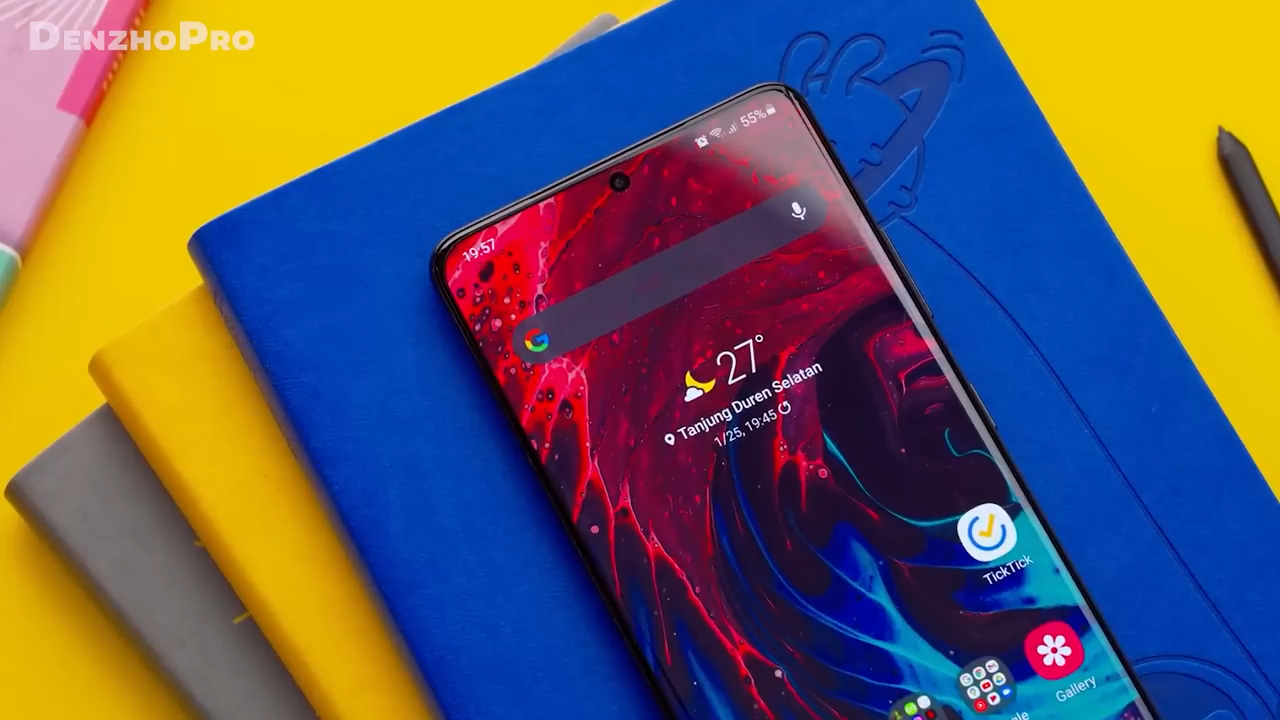 DENZHOPRO
19:57
55%
27°
Tanjung Duren Selatan
1/25, 19:45
TickTick
Gallery